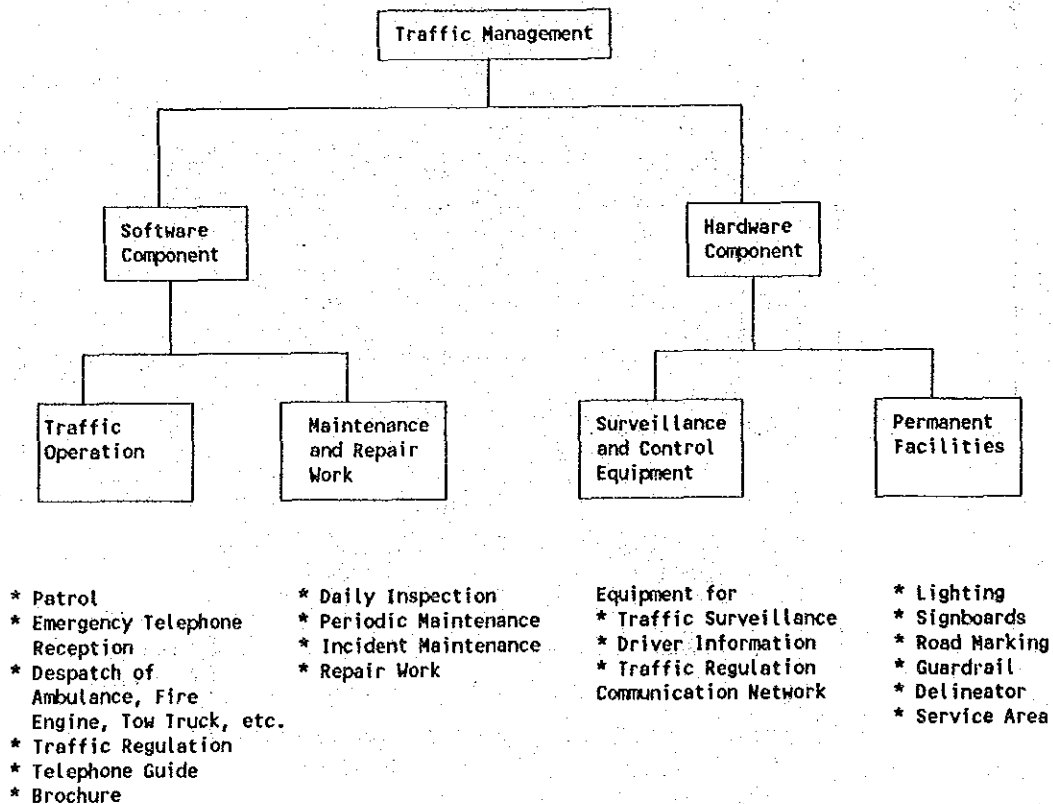 Traffic Management
Software
Component
Hardware
Component
Traffic
Operation
Maintenance
and Repair
Work
Surveillance
and Control
Equipment
Permanent
Facilities
* Patrol
* Emergency Telephone
Reception
* Despatch of
Ambulance, Fire
Engine, Tow Truck, etc.
* Traffic Regulation
* Telephone Guide
* Brochure
* Daily Inspection
* Periodic Maintenance
* Incident Maintenance
* Repair Work
Equipment for
* Traffic Surveillance
* Driver Information
* Traffic Regulation
Communication Network
* Lighting
* Signboards
* Road Marking
* Guardrail
* Delineator
* Service Area